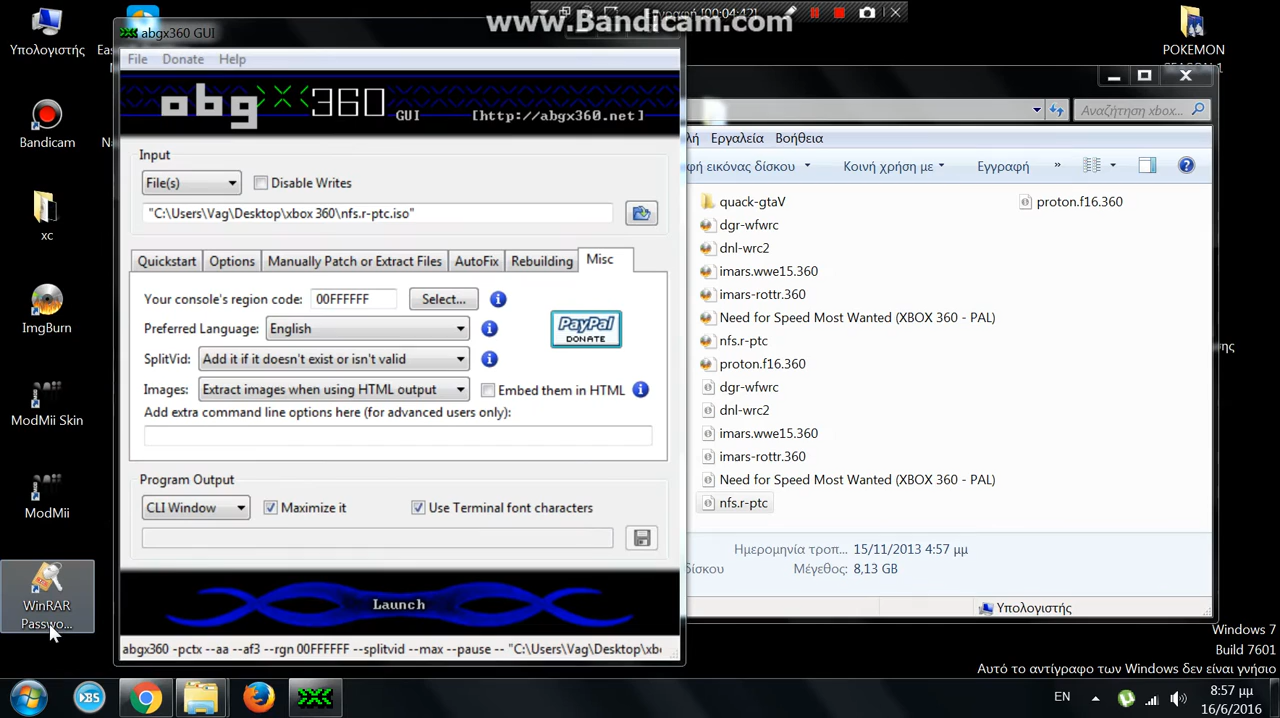 www.Bandicam.com
[00:04:42]
Υπολογιστής
Bandicam
xc
ImgBurn
ModMii Skin
ModMii
WinRAR
Passwo...
POKEMON
abgx360 GUI
File Donate Help
abgx360 GUI [http://abgx360.net]
Input
File(s) Disable Writes
"C:\Users\Vag\Desktop\xbox 360\nfs.r-ptc.iso"
Quickstart Options Manually Patch or Extract Files AutoFix Rebuilding Misc
Your console's region code: 00FFFFFF Select...
Preferred Language: English
SplitVid: Add it if it doesn't exist or isn't valid
Images: Extract images when using HTML output Embed them in HTML
Add extra command line options here (for advanced users only):
PayPal
DONATE
Program Output
CLI Window Maximize it Use Terminal font characters
Launch
abgx360 -pctx --aa --af3 --rgn 00FFFFFF --splitvid --max --pause -- "C:\Users\Vag\Desktop\xb
Αναζήτηση xbox...
λή Εργαλεία Βοήθεια
φή εικόνας δίσκου Κοινή χρήση με Εγγραφή »
quack-gtaV
dgr-wfwrc
dnl-wrc2
imars.wwe15.360
imars-rottr.360
Need for Speed Most Wanted (XBOX 360 - PAL)
nfs.r-ptc
proton.f16.360
dgr-wfwrc
dnl-wrc2
imars.wwe15.360
imars-rottr.360
Need for Speed Most Wanted (XBOX 360 - PAL)
nfs.r-ptc
proton.f16.360
Ημερομηνία τροπ... 15/11/2013 4:57 μμ
δίσκου Μέγεθος: 8,13 GB
Υπολογιστής
ης
Windows 7
Build 7601
Αυτό το αντίγραφο των Windows δεν είναι γνήσιο
BS
EN
8:57 μμ
16/6/2016